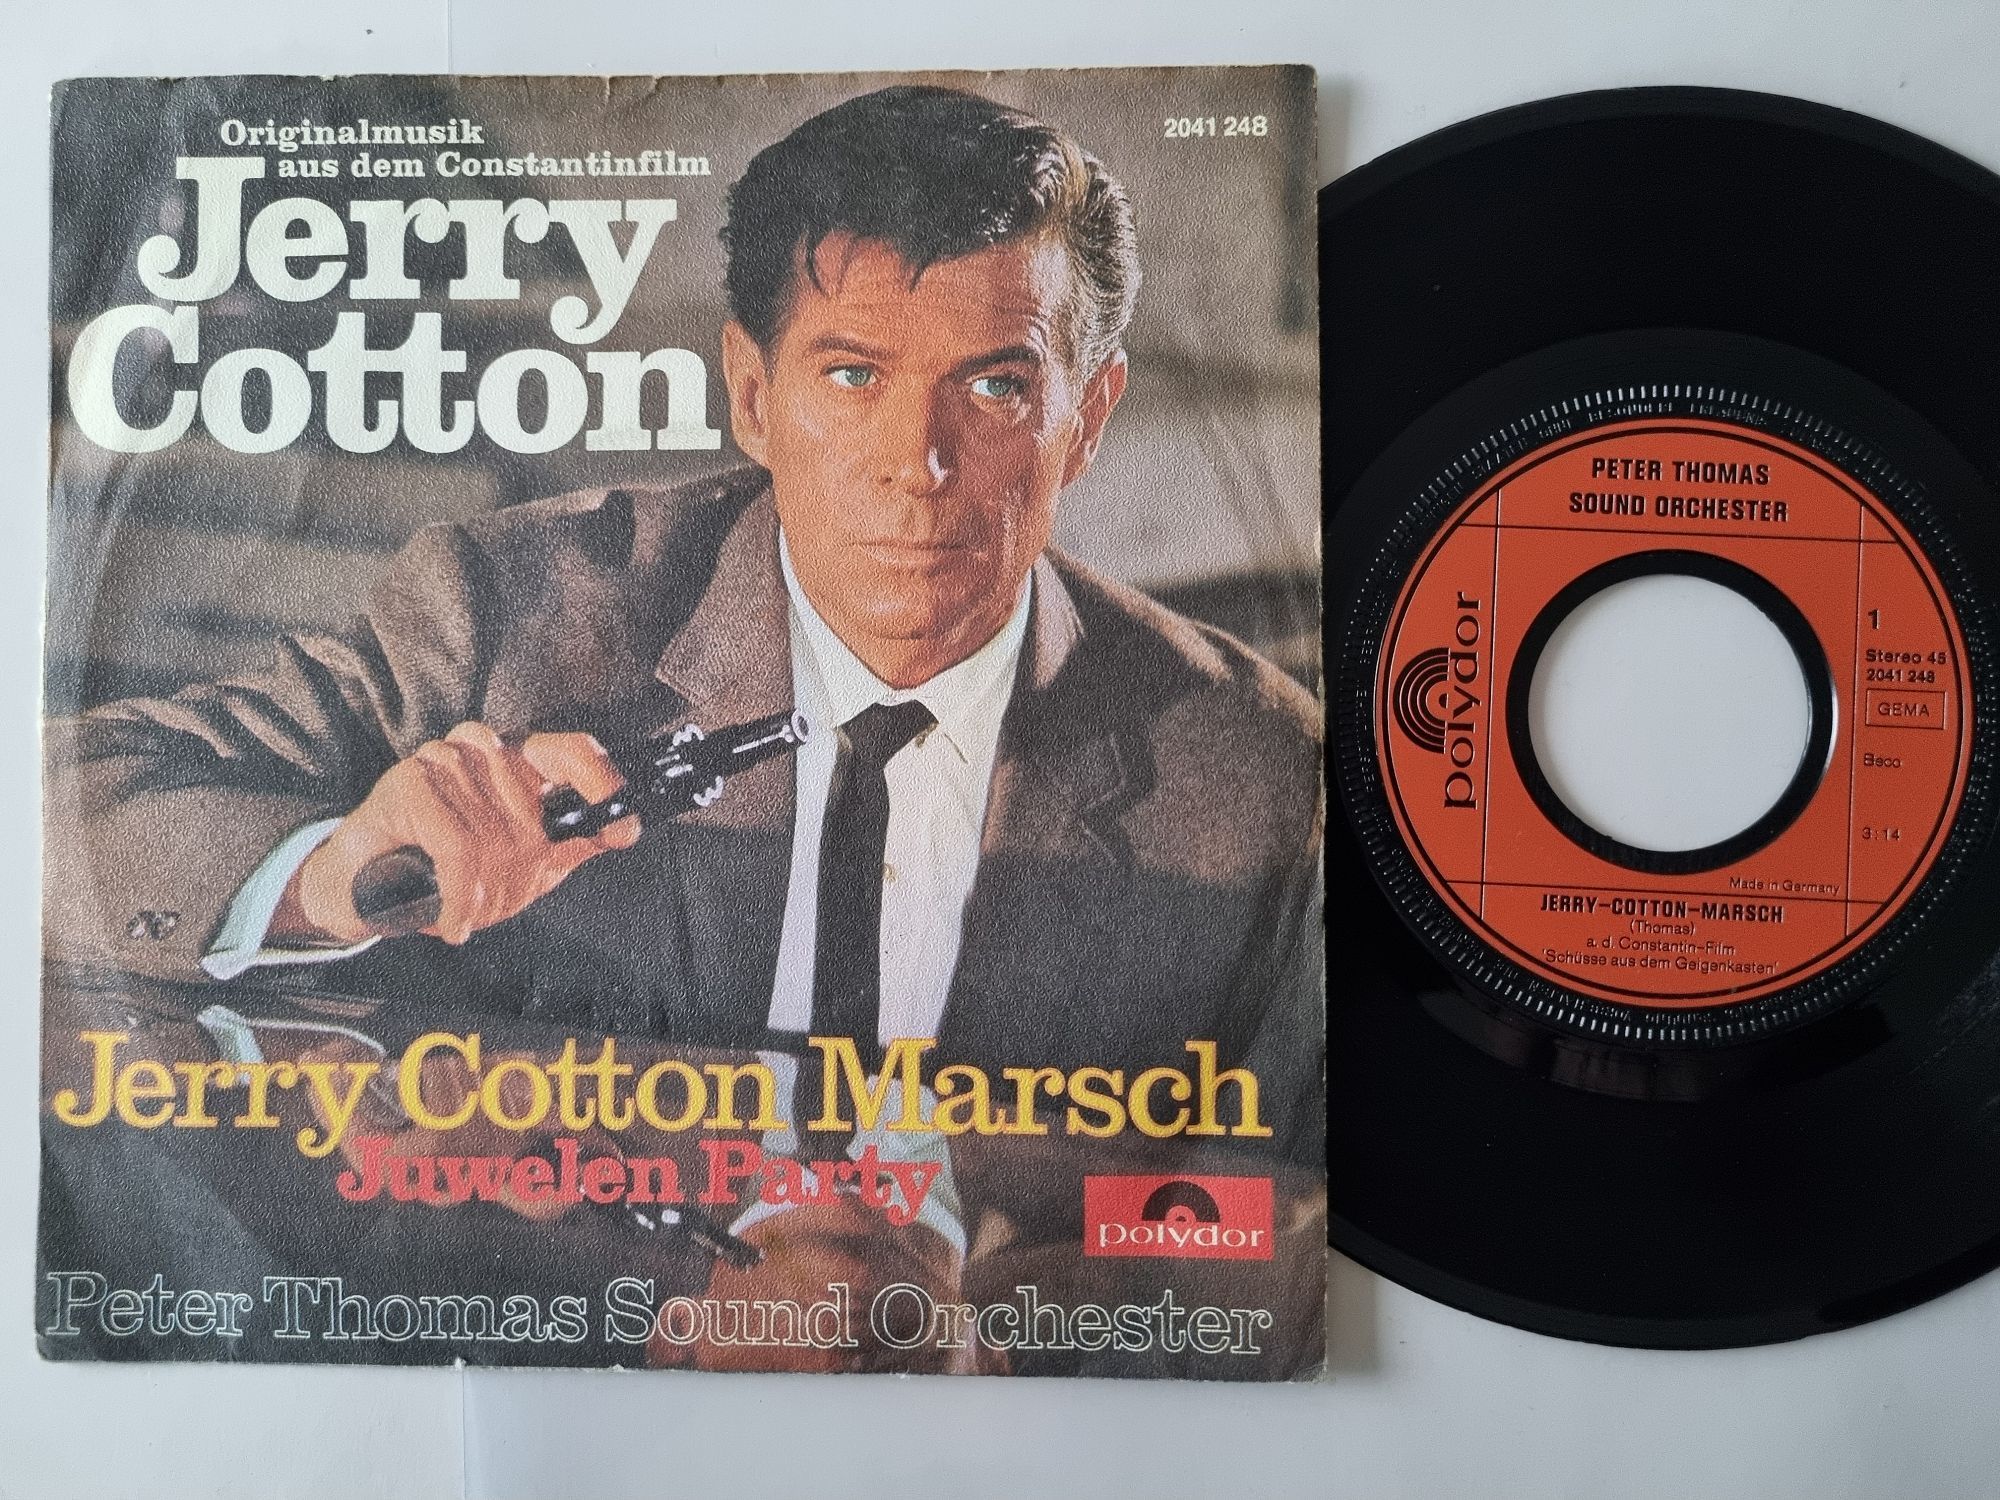 Originalmusik
aus dem Constantinfilm
2041 248
Jerry
Cotton
Jerry Cotton Marsch
Juwelen Party
polydor
Peter Thomas Sound Orchester
PETER THOMAS
SOUND ORCHESTER
polydor
1
Stereo 45
2041 248
GEMA
3:14
Made in Germany
JERRY-COTTON-MARSCH
(Thomas)
a. d. Constantin-Film
'Schüsse aus dem Geigenkasten'